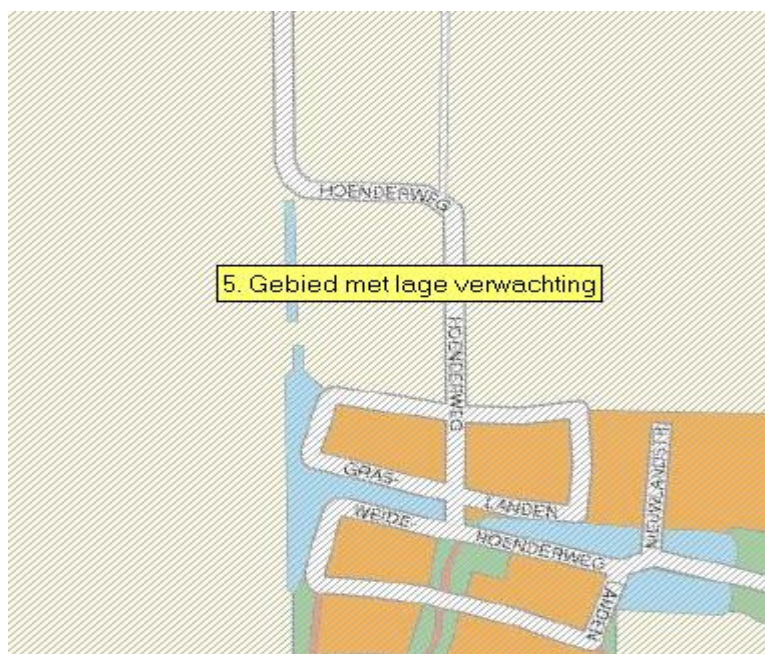 HOENDERWEG
5. Gebied met lage verwachting
HOENDERWEG
GRAS-
LANDEN
WEIDE-
HOENDERWEG
NIEUWLANDSTR
LANDEN